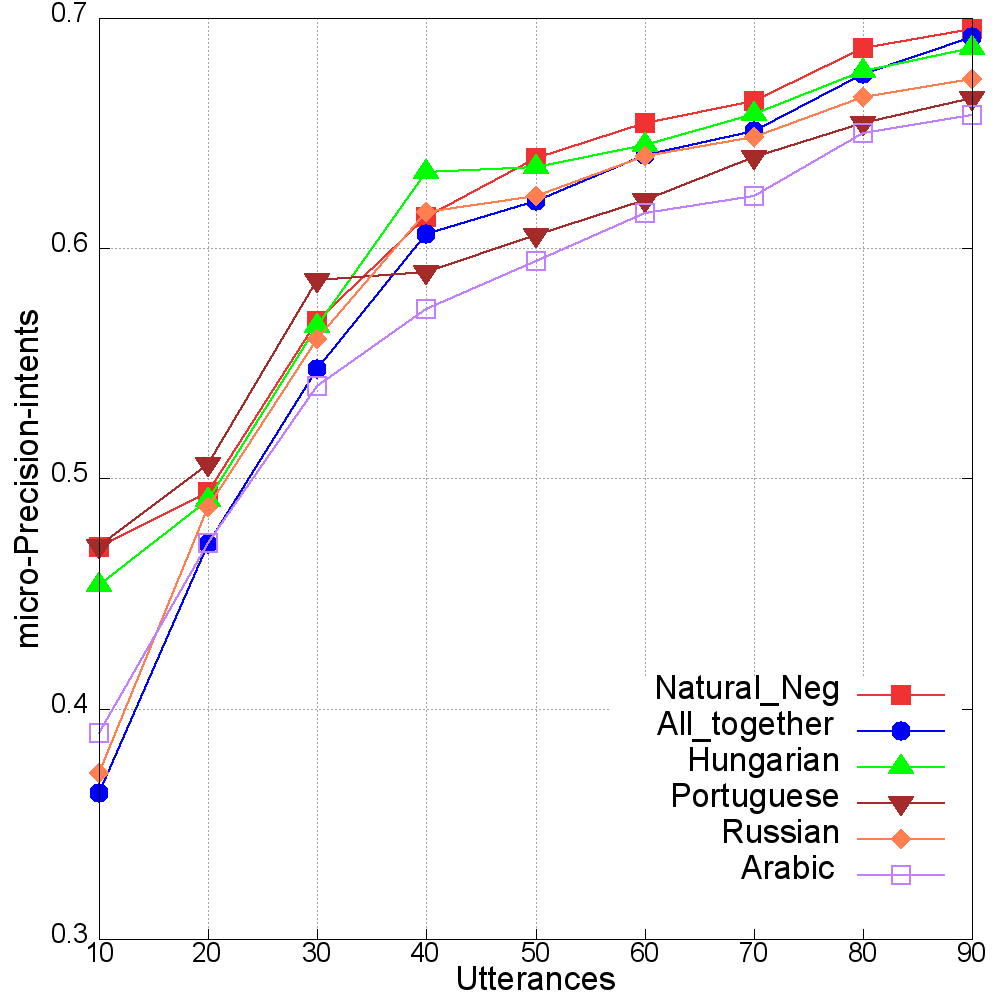 0.7
0.6
0.5
0.4
0.3
micro-Precision-intents
10 20 30 40 50 60 70 80 90
Utterances
Natural_Neg
All_together
Hungarian
Portuguese
Russian
Arabic